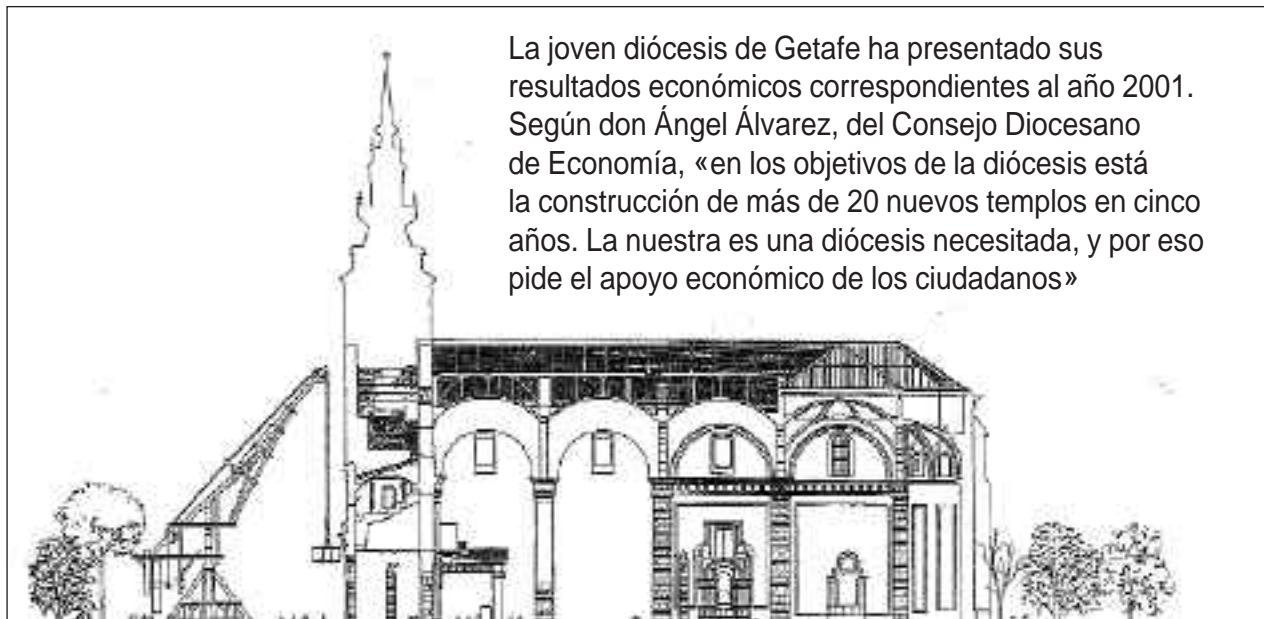 La joven diócesis de Getafe ha presentado sus
resultados económicos correspondientes al año 2001.
Según don Ángel Álvarez, del Consejo Diocesano
de Economía, «en los objetivos de la diócesis está
la construcción de más de 20 nuevos templos en cinco
años. La nuestra es una diócesis necesitada, y por eso
pide el apoyo económico de los ciudadanos»